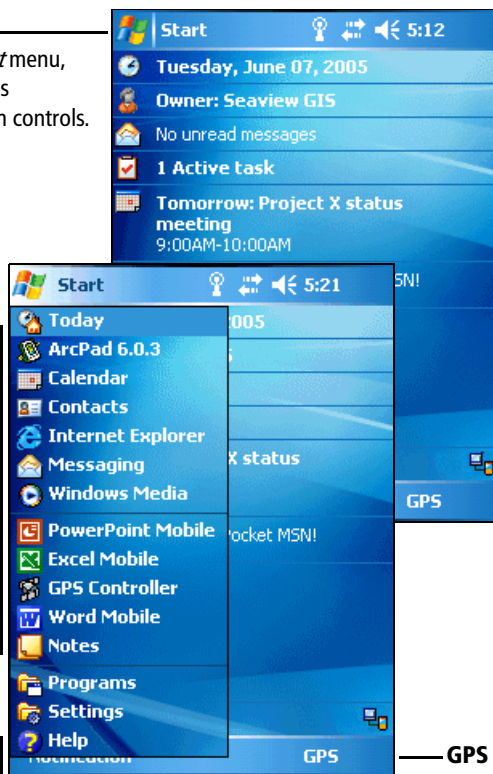 t menu,
s
n controls.
Start 5:12
Tuesday, June 07, 2005
Owner: Seaview GIS
No unread messages
1 Active task
Tomorrow: Project X status
meeting
9:00AM-10:00AM
SN!
GPS
Start 5:21
Today
005
ArcPad 6.0.3
Calendar
Contacts
Internet Explorer
Messaging
X status
Windows Media
PowerPoint Mobile
ocket MSN!
Excel Mobile
GPS Controller
Word Mobile
Notes
Programs
Settings
Help
Notification GPS
GPS